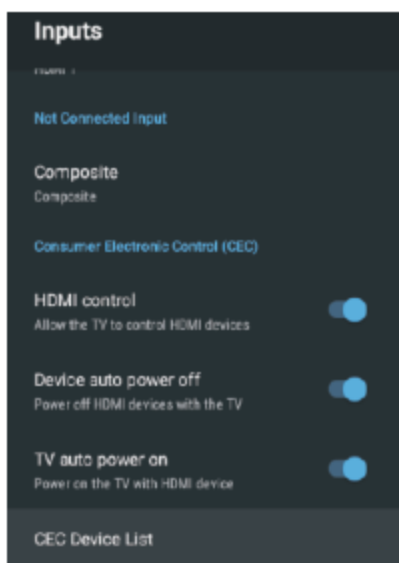 Inputs
HDMI 1
Not Connected Input
Composite
Composite
Consumer Electronic Control (CEC)
HDMI control
Allow the TV to control HDMI devices
Device auto power off
Power off HDMI devices with the TV
TV auto power on
Power on the TV with HDMI device
CEC Device List